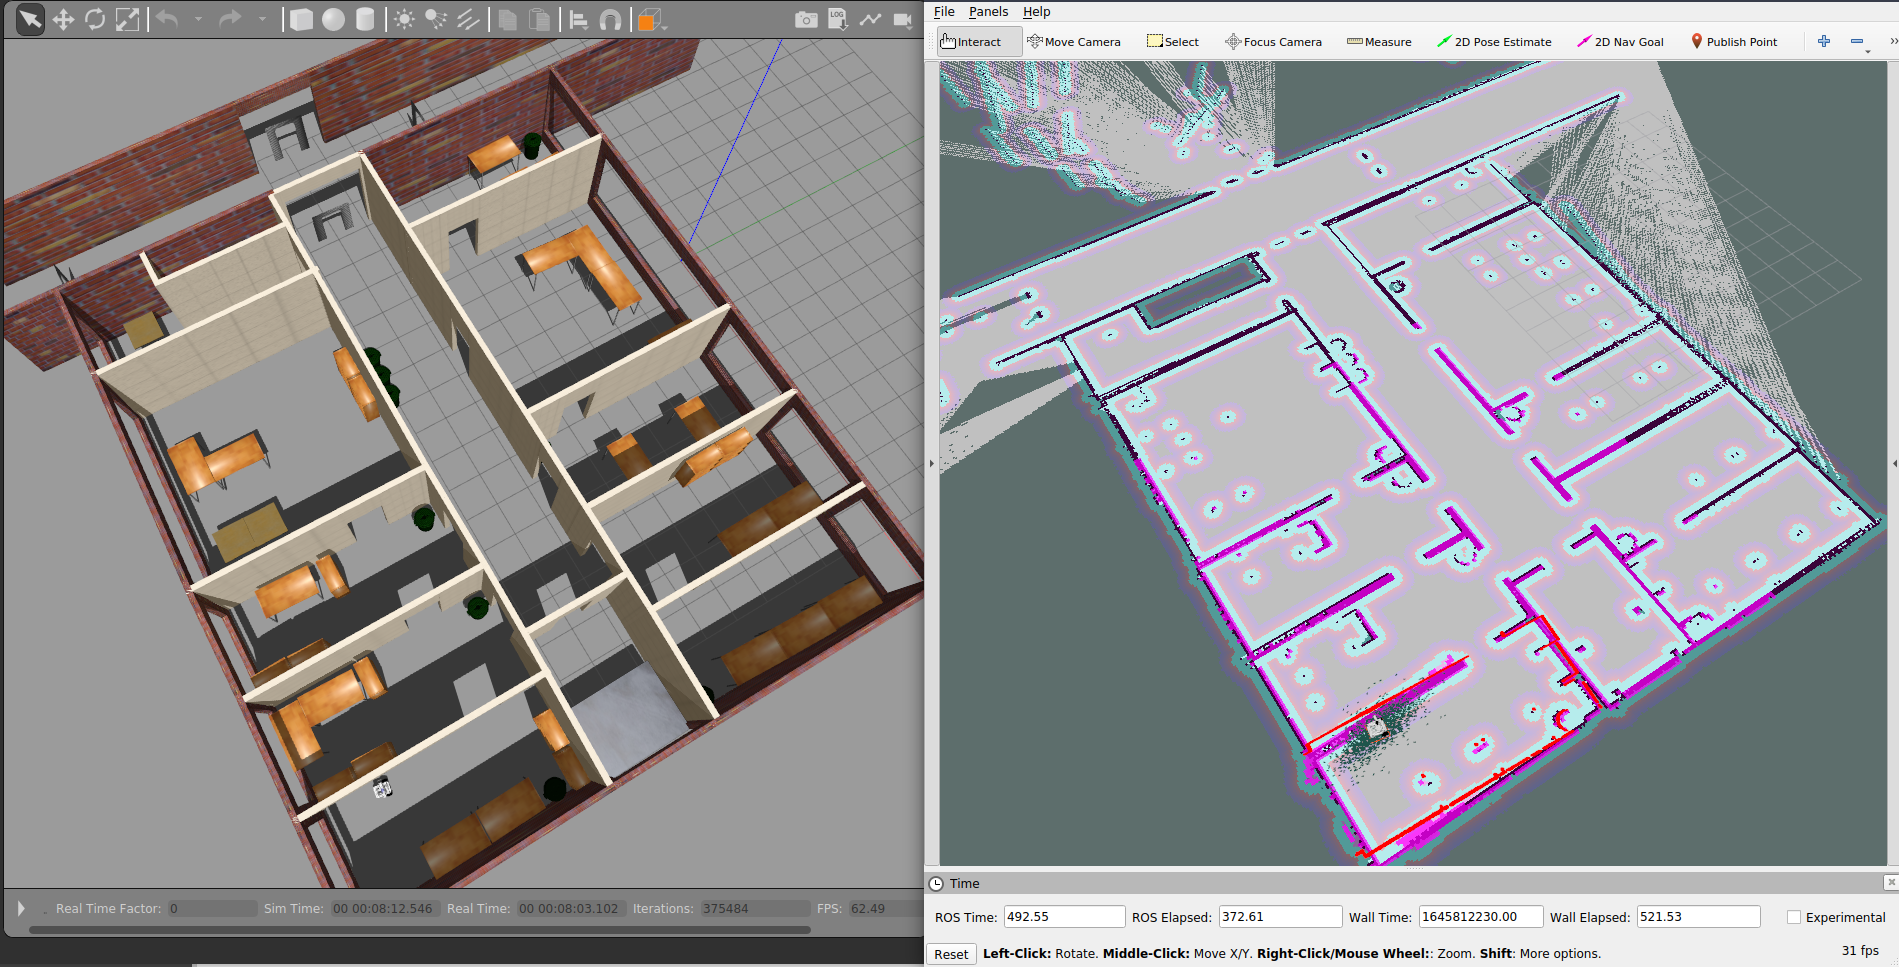 File Panels Help
Interact Move Camera Select Focus Camera Measure 2D Pose Estimate 2D Nav Goal Publish Point
LOG
Real Time Factor: 0 Sim Time: 00 00:08:12.546 Real Time: 00 00:08:03.102 Iterations: 375484 FPS: 62.49
Time
ROS Time: 492.55 ROS Elapsed: 372.61 Wall Time: 1645812230.00 Wall Elapsed: 521.53 Experimental
Reset Left-Click: Rotate. Middle-Click: Move X/Y. Right-Click/Mouse Wheel:: Zoom. Shift: More options. 31 fps